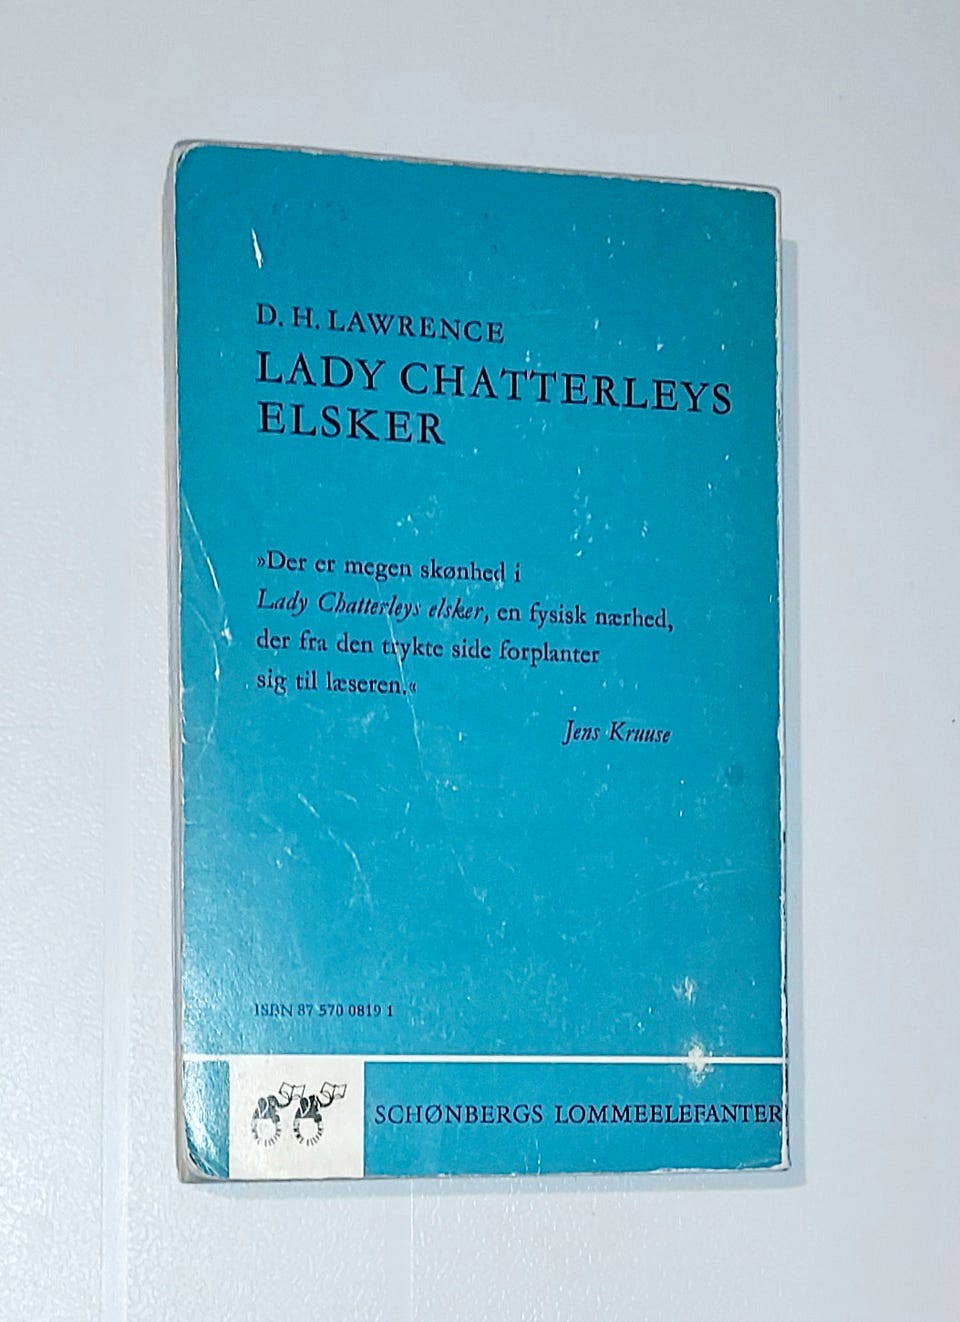 D. H. LAWRENCE
LADY CHATTERLEYS
ELSKER
»Der er megen skønhed i
Lady Chatterleys elsker, en fysisk nærhed,
der fra den trykte side forplanter
sig til læseren.«
Jens Kruuse
ISBN 87 570 0819 1
SCHØNBERGS LOMMEELEFANTER